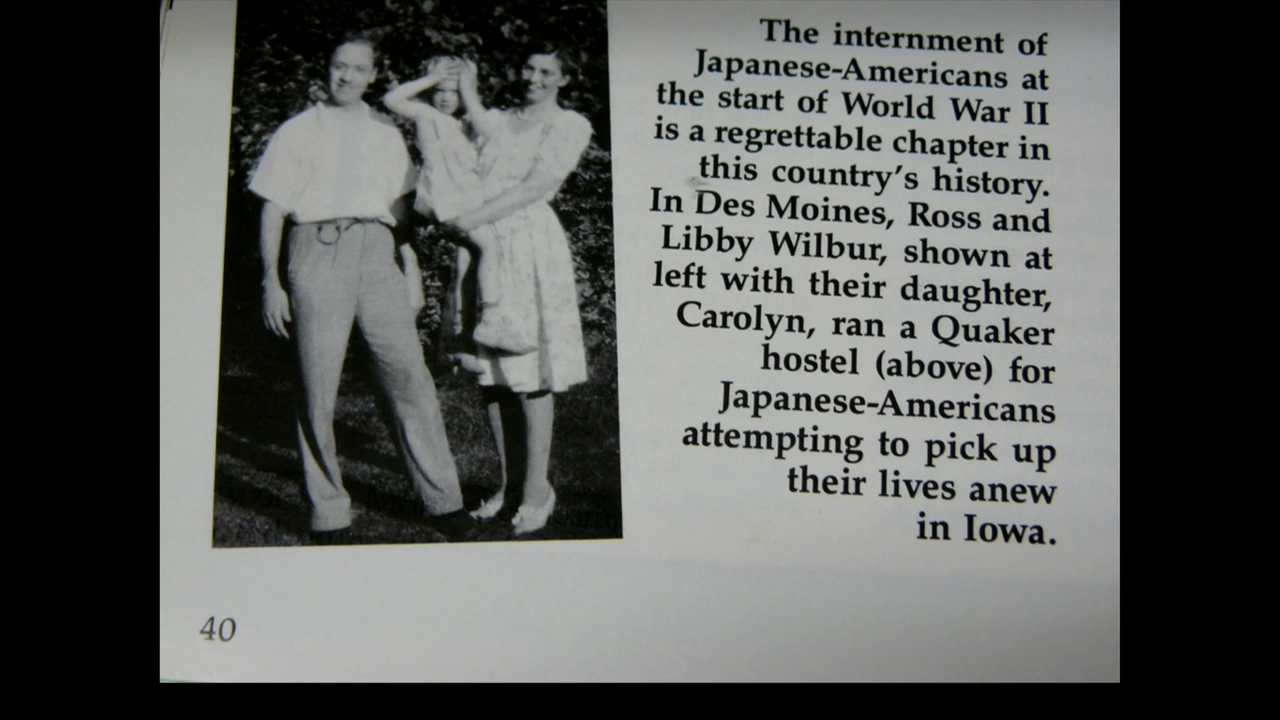 The internment of
Japanese-Americans at
the start of World War II
is a regrettable chapter in
this country's history.
In Des Moines, Ross and
Libby Wilbur, shown at
left with their daughter,
Carolyn, ran a Quaker
hostel (above) for
Japanese-Americans
attempting to pick up
their lives anew
in Iowa.
40